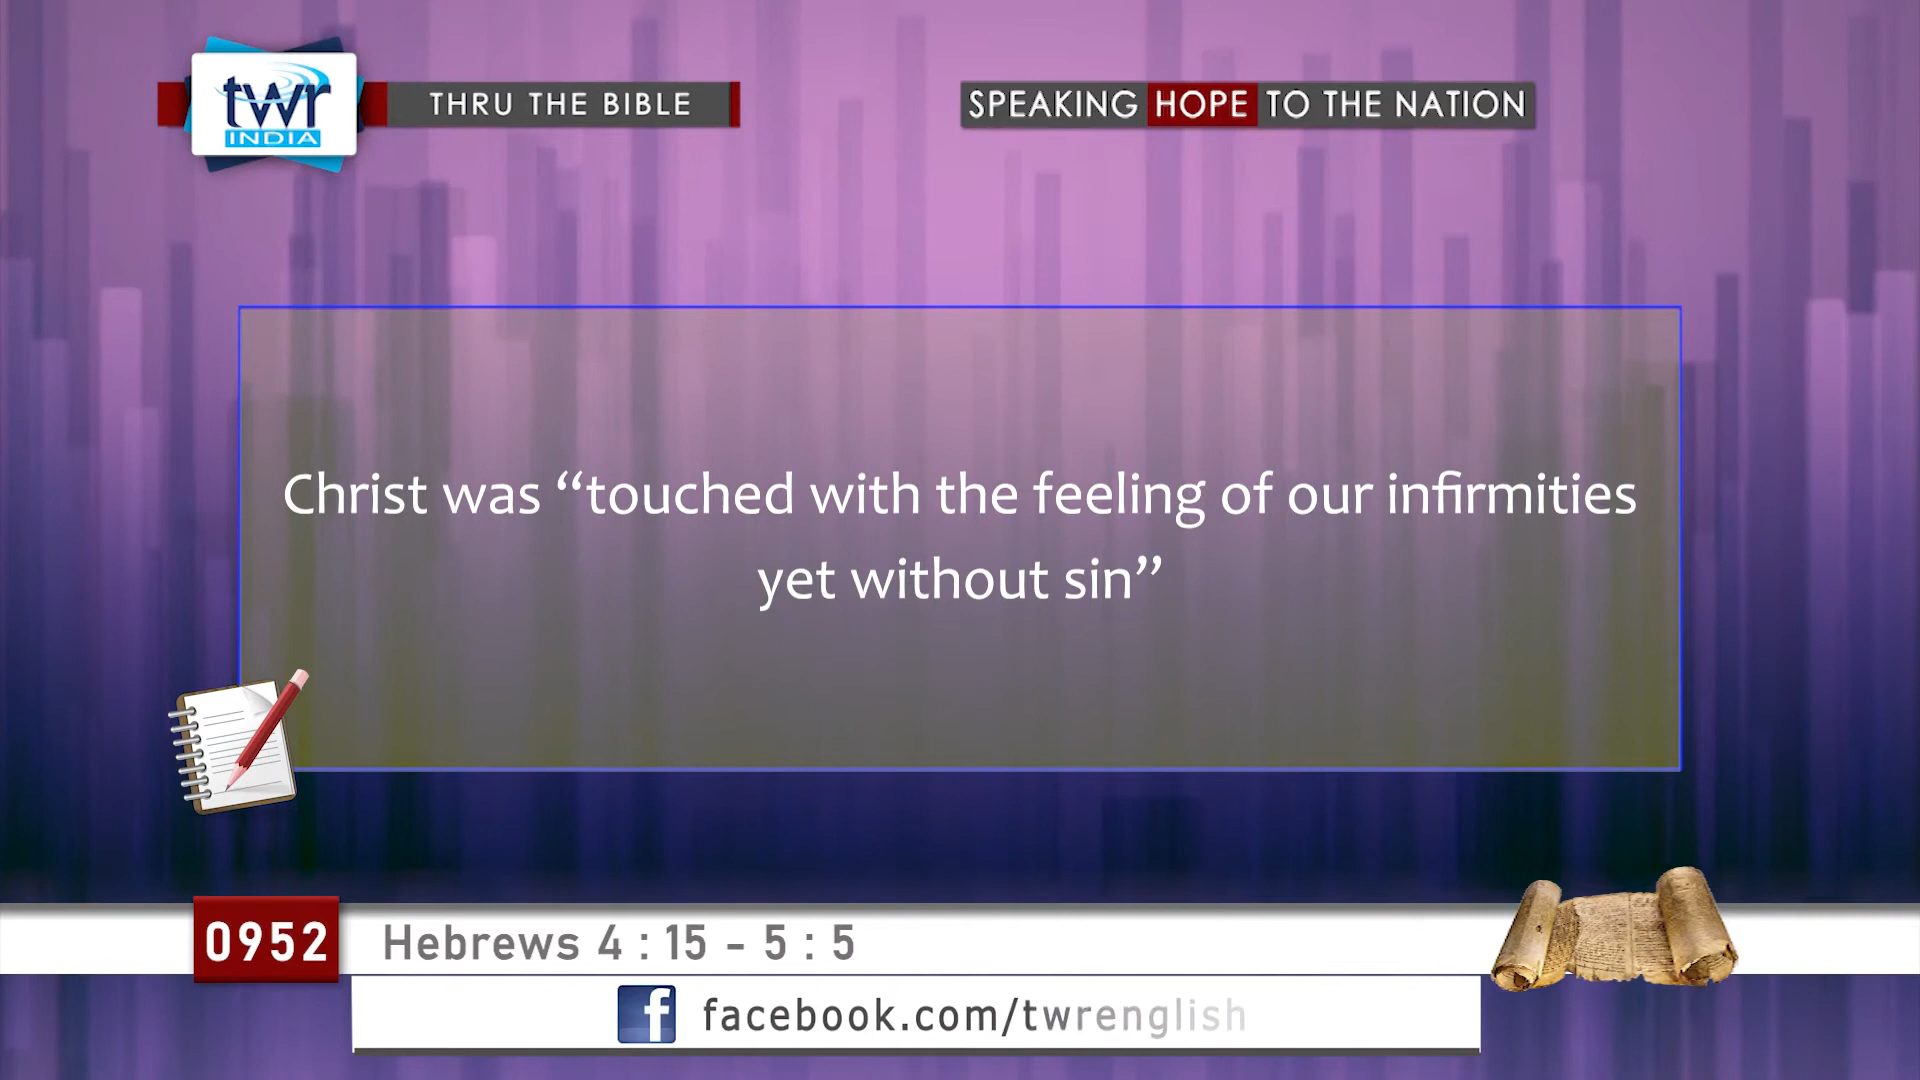 twr
INDIA
THRU THE BIBLE
SPEAKING HOPE TO THE NATION
Christ was “touched with the feeling of our infirmities
yet without sin”
0952
Hebrews 4 : 15 - 5 : 5
facebook.com/twrenglish